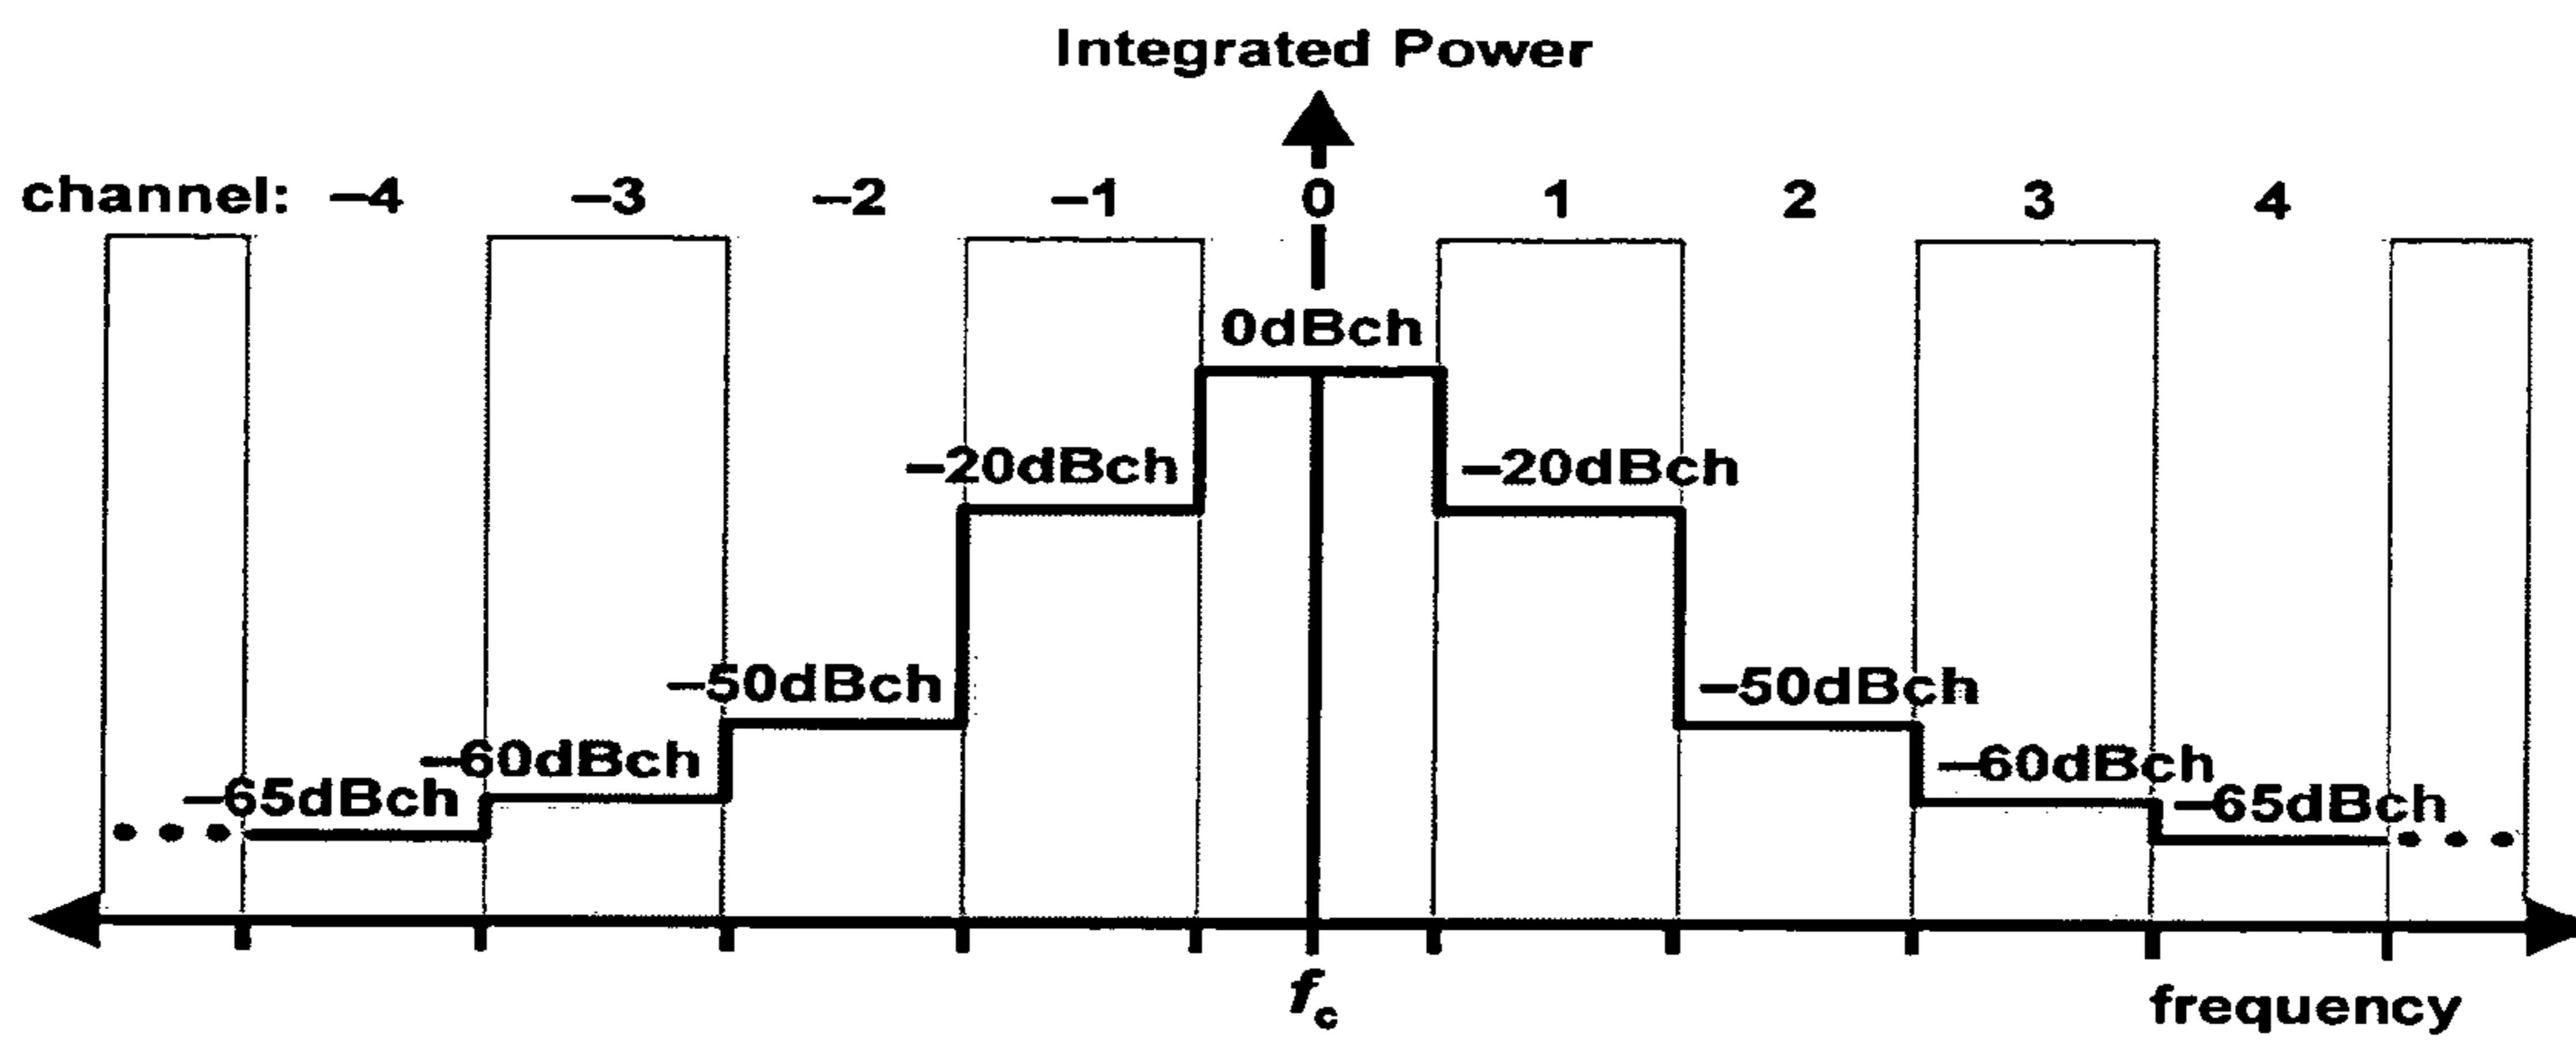 Integrated Power
channel: –4 –3 –2 –1 0 1 2 3 4
0dBch
–20dBch –20dBch
–50dBch –50dBch
–60dBch –60dBch
–65dBch –65dBch
fc
frequency